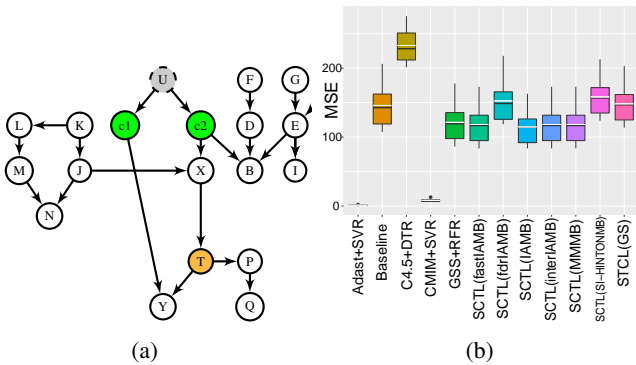 U
F
G
L
K
c1
c2
D
E
M
J
X
B
I
N
T
P
Y
Q
(a)
MSE
200
100
0
Adast+SVR
Baseline
C4.5+DTR
CMIM+SVR
GSS+RFR
SCTL(fastIAMB)
SCTL(fdrIAMB)
SCTL(IAMB)
SCTL(interIAMB)
SCTL(MMMB)
SCTL(SI-HINTONMB)
STCL(GS)
(b)